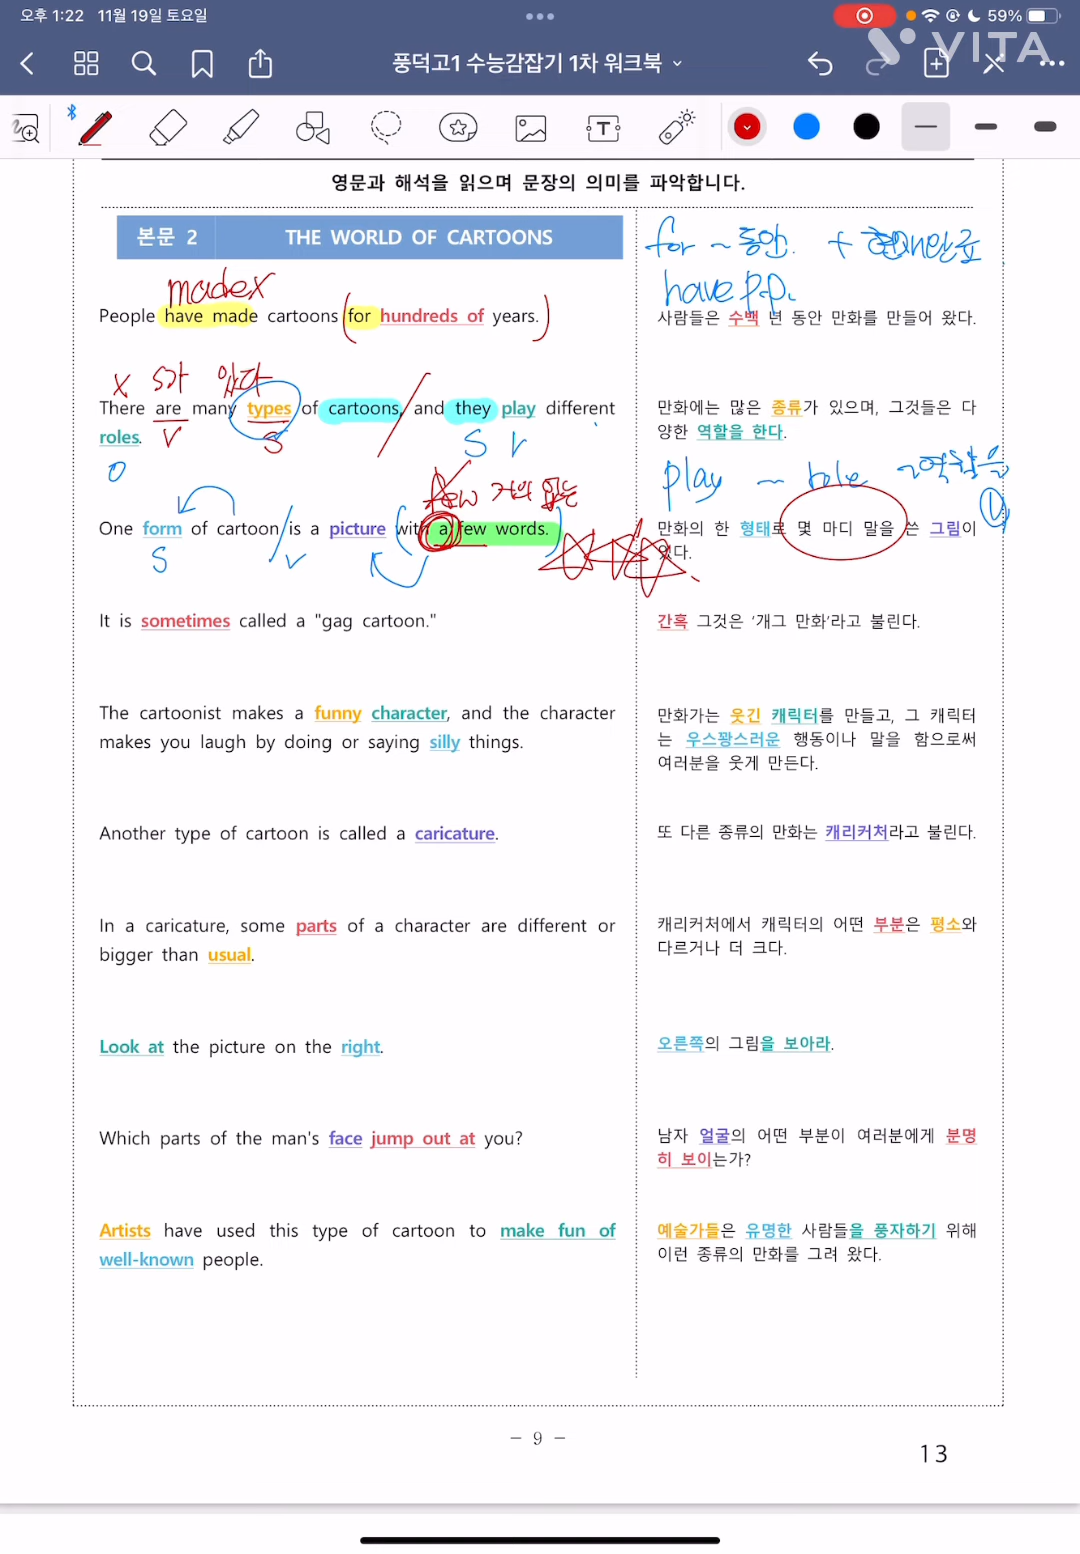 오후 1:22 11월 19일 토요일
59%
풍덕고1 수능감잡기 1차 워크북
VITA
영문과 해석을 읽으며 문장의 의미를 파악합니다.
본문 2 THE WORLD OF CARTOONS
for ~동안. + 현재완료
have p.p.
made X
People have made cartoons (for hundreds of years.)
사람들은 수백 년 동안 만화를 만들어 왔다.
X S가 있다
There are many types of cartoons, and they play different
roles.
V S S V
O
만화에는 많은 종류가 있으며, 그것들은 다
양한 역할을 한다.
play ~ role ~역할을
few 거의 없는
One form of cartoon is a picture (with a few words.)
S V
만화의 한 형태로 몇 마디 말을 쓴 그림이
있다.
It is sometimes called a "gag cartoon."
간혹 그것은 ‘개그 만화’라고 불린다.
The cartoonist makes a funny character, and the character
makes you laugh by doing or saying silly things.
만화가는 웃긴 캐릭터를 만들고, 그 캐릭터
는 우스꽝스러운 행동이나 말을 함으로써
여러분을 웃게 만든다.
Another type of cartoon is called a caricature.
또 다른 종류의 만화는 캐리커처라고 불린다.
In a caricature, some parts of a character are different or
bigger than usual.
캐리커처에서 캐릭터의 어떤 부분은 평소와
다르거나 더 크다.
Look at the picture on the right.
오른쪽의 그림을 보아라.
Which parts of the man's face jump out at you?
남자 얼굴의 어떤 부분이 여러분에게 분명
히 보이는가?
Artists have used this type of cartoon to make fun of
well-known people.
예술가들은 유명한 사람들을 풍자하기 위해
이런 종류의 만화를 그려 왔다.
- 9 -
13